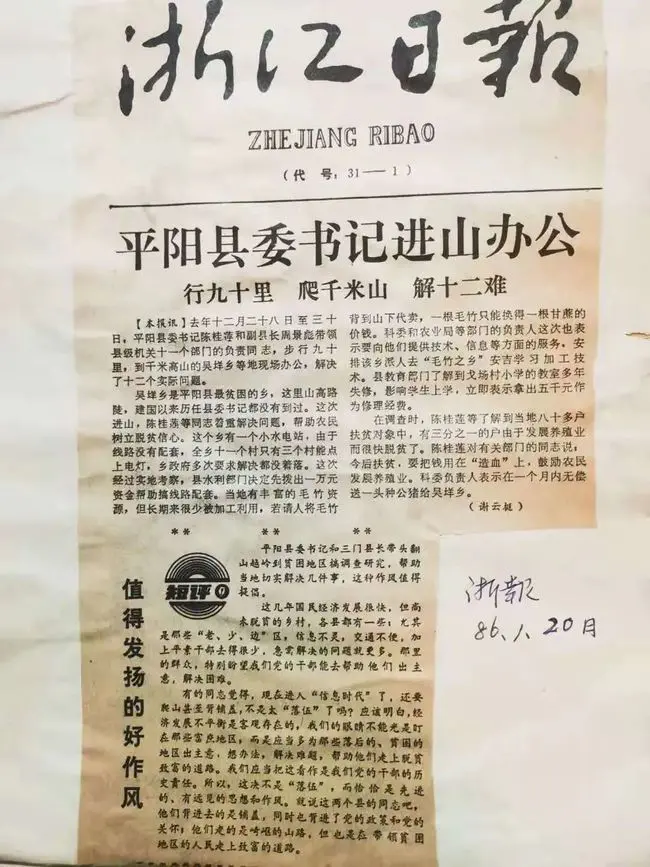 浙江日報
ZHEJIANG RIBAO
（代号：31—1）
平阳县委书记进山办公
行九十里 爬千米山 解十二难
【本报讯】去年十二月二十八日至三十
日，平阳县委书记陈桂莲和副县长周景彪带领
县级机关十一个部门的负责同志，步行九十
里，到千米高山的吴垟乡等地现场办公，解决
了十二个实际问题。
吴垟乡是平阳县最贫困的乡，这里山高路
陡，建国以来历任县委书记都没有到过。这次
进山，陈桂莲等同志着重解决问题，帮助农民
树立脱贫信心。这个乡有一个小水电站，由于
线路没有配套，全乡十一个村只有三个村能点
上电灯，乡政府多次要求解决都没着落。这次
经过实地考察，县水利部门决定先拨出一万元
资金帮助搞线路配套。当地有丰富的毛竹资
源，但长期来很少被加工利用，若请人将毛竹
背到山下代卖，一根毛竹只能换得一根甘蔗的
价钱。科委和农业局等部门的负责人这次也表
示要向他们提供技术、信息等方面的服务，安
排该乡派人去“毛竹之乡”安吉学习加工技
术。县教育部门了解到戈场村小学的教室多年
失修，影响学生上学，立即表示拿出五千元作
为修理经费。
在调查时，陈桂莲等了解到当地八十多户
扶贫对象中，有三分之一的户由于发展养殖业
而很快脱贫了。陈桂莲对有关部门的同志说：
今后扶贫，要把钱用在“造血”上，鼓励农民
发展养殖业。科委负责人表示在一个月内无偿
送一头种公猪给吴垟乡。
（谢云挺）
** ** **
短评
值得发扬的好作风
平阳县委书记和三门县长带头翻
山越岭到贫困地区搞调查研究，帮助
当地切实解决几件事，这种作风值得
提倡。
这几年国民经济发展很快，但尚
未脱贫的乡村，各县都有一些；尤其
是那些“老、少、边”区，信息不灵，交通不便，加
上平素干部去得很少，急需解决的问题就更多。那里
的群众，特别盼望我们党的干部能去帮助他们出主
意，解决困难。
有的同志觉得，现在进入“信息时代”了，还要
爬山县里背铺盖，不是太“落伍”了吗？应该明白，经
济发展不平衡是客观存在的，我们的眼睛不能光是盯
在那些富庶地区，而是应当多为那些落后的、贫困的
地区出主意，想办法，解决难题，帮助他们走上脱贫
致富的道路。我们应当把这看作是我们党的干部的历
史责任。所以，这决不是“落伍”，而恰恰是先进
的、有远见的思想和作风。就说这两个县的同志吧，
他们背进去的是铺盖，同时也背进了党的政策和党的
关怀；他们走的是崎岖的山路，但也是在带领贫困
地区的人民走上致富的道路。
浙报
86.1.20日